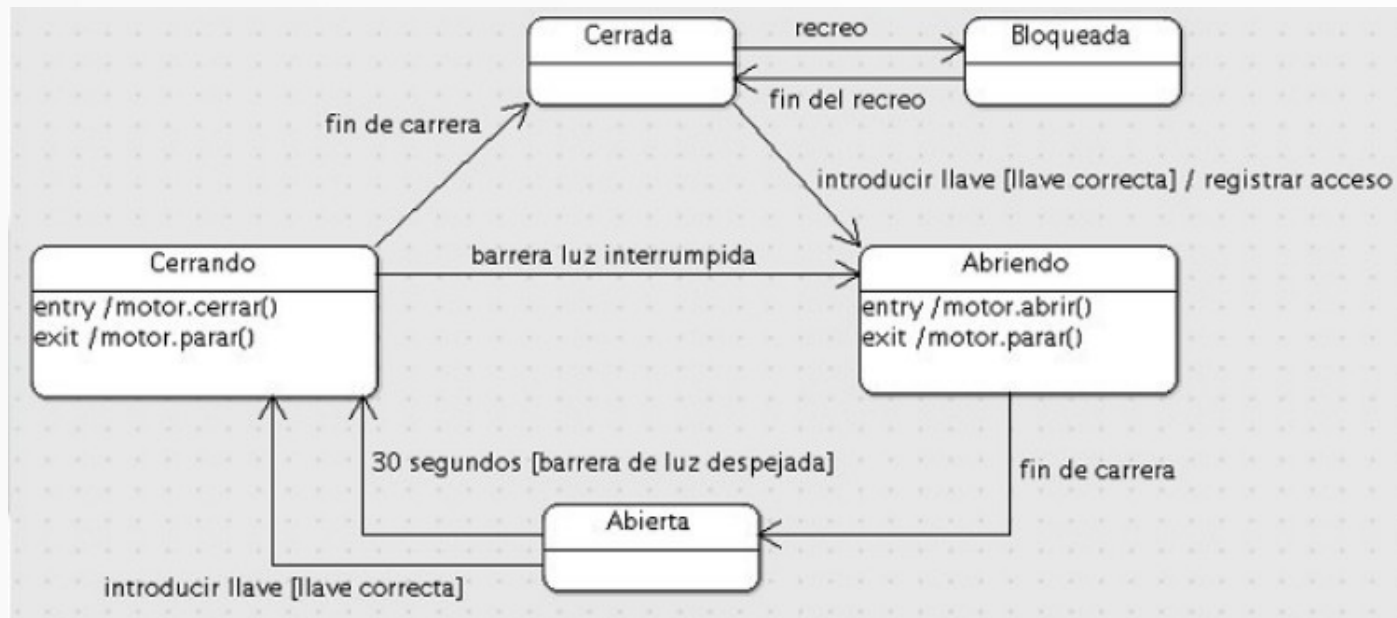 Cerrada
recreo
Bloqueada
fin del recreo
fin de carrera
introducir llave [llave correcta] / registrar acceso
Cerrando
entry /motor.cerrar()
exit /motor.parar()
barrera luz interrumpida
Abriendo
entry /motor.abrir()
exit /motor.parar()
30 segundos [barrera de luz despejada]
fin de carrera
Abierta
introducir llave [llave correcta]